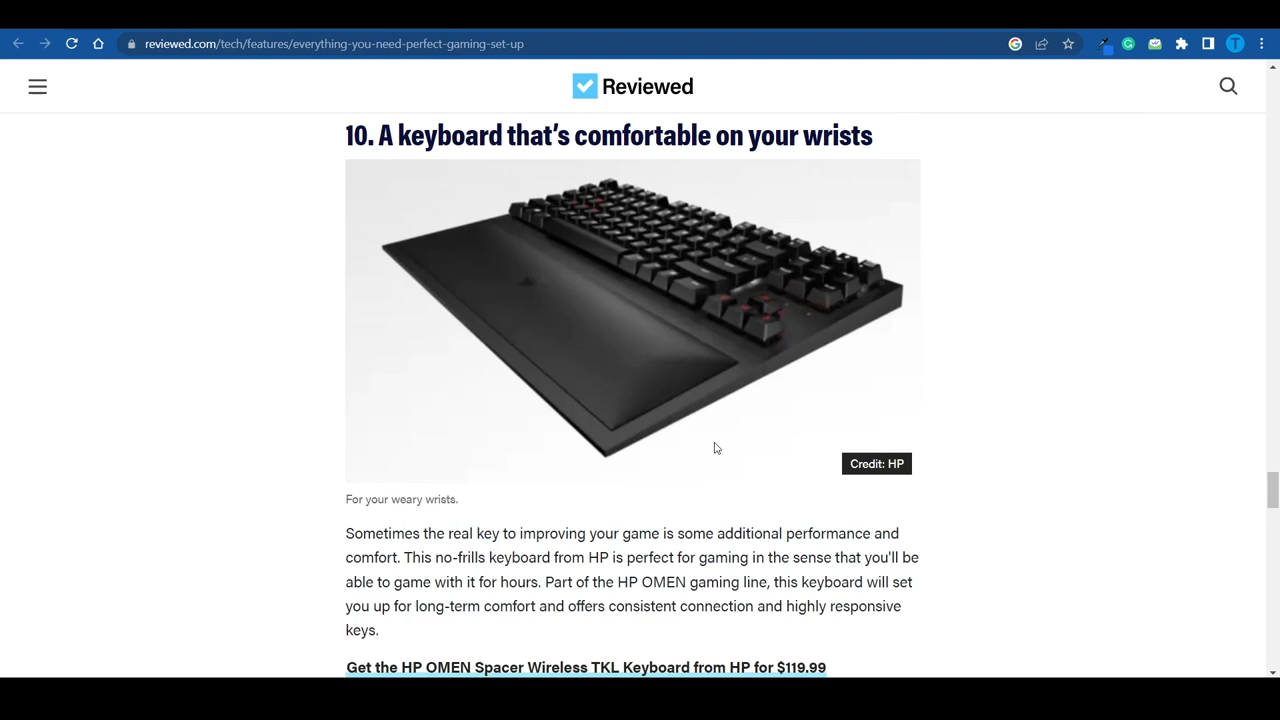 reviewed.com/tech/features/everything-you-need-perfect-gaming-set-up
T
Reviewed
10. A keyboard that's comfortable on your wrists
Credit: HP
For your weary wrists.
Sometimes the real key to improving your game is some additional performance and
comfort. This no-frills keyboard from HP is perfect for gaming in the sense that you'll be
able to game with it for hours. Part of the HP OMEN gaming line, this keyboard will set
you up for long-term comfort and offers consistent connection and highly responsive
keys.
Get the HP OMEN Spacer Wireless TKL Keyboard from HP for $119.99